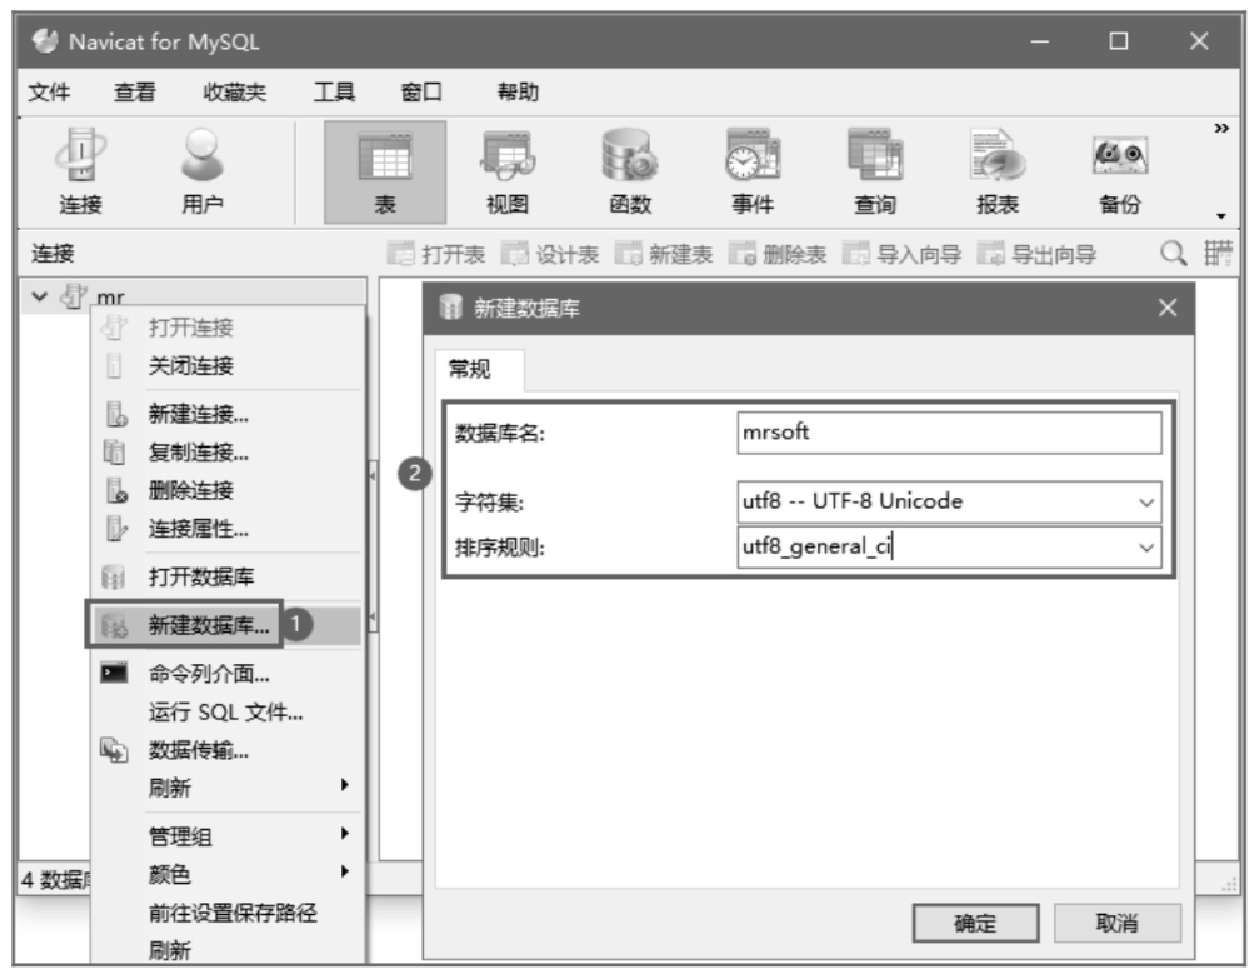 Navicat for MySQL
文件 查看 收藏夹 工具 窗口 帮助
连接 用户 表 视图 函数 事件 查询 报表 备份
连接 打开表 设计表 新建表 删除表 导入向导 导出向导
mr
打开连接
关闭连接
新建连接...
复制连接...
删除连接
连接属性...
打开数据库
新建数据库... 1
命令列介面...
运行 SQL 文件...
数据传输...
刷新
管理组
颜色
前往设置保存路径
刷新
4 数据
新建数据库
常规
2
数据库名: mrsoft
字符集: utf8 -- UTF-8 Unicode
排序规则: utf8_general_ci
确定 取消